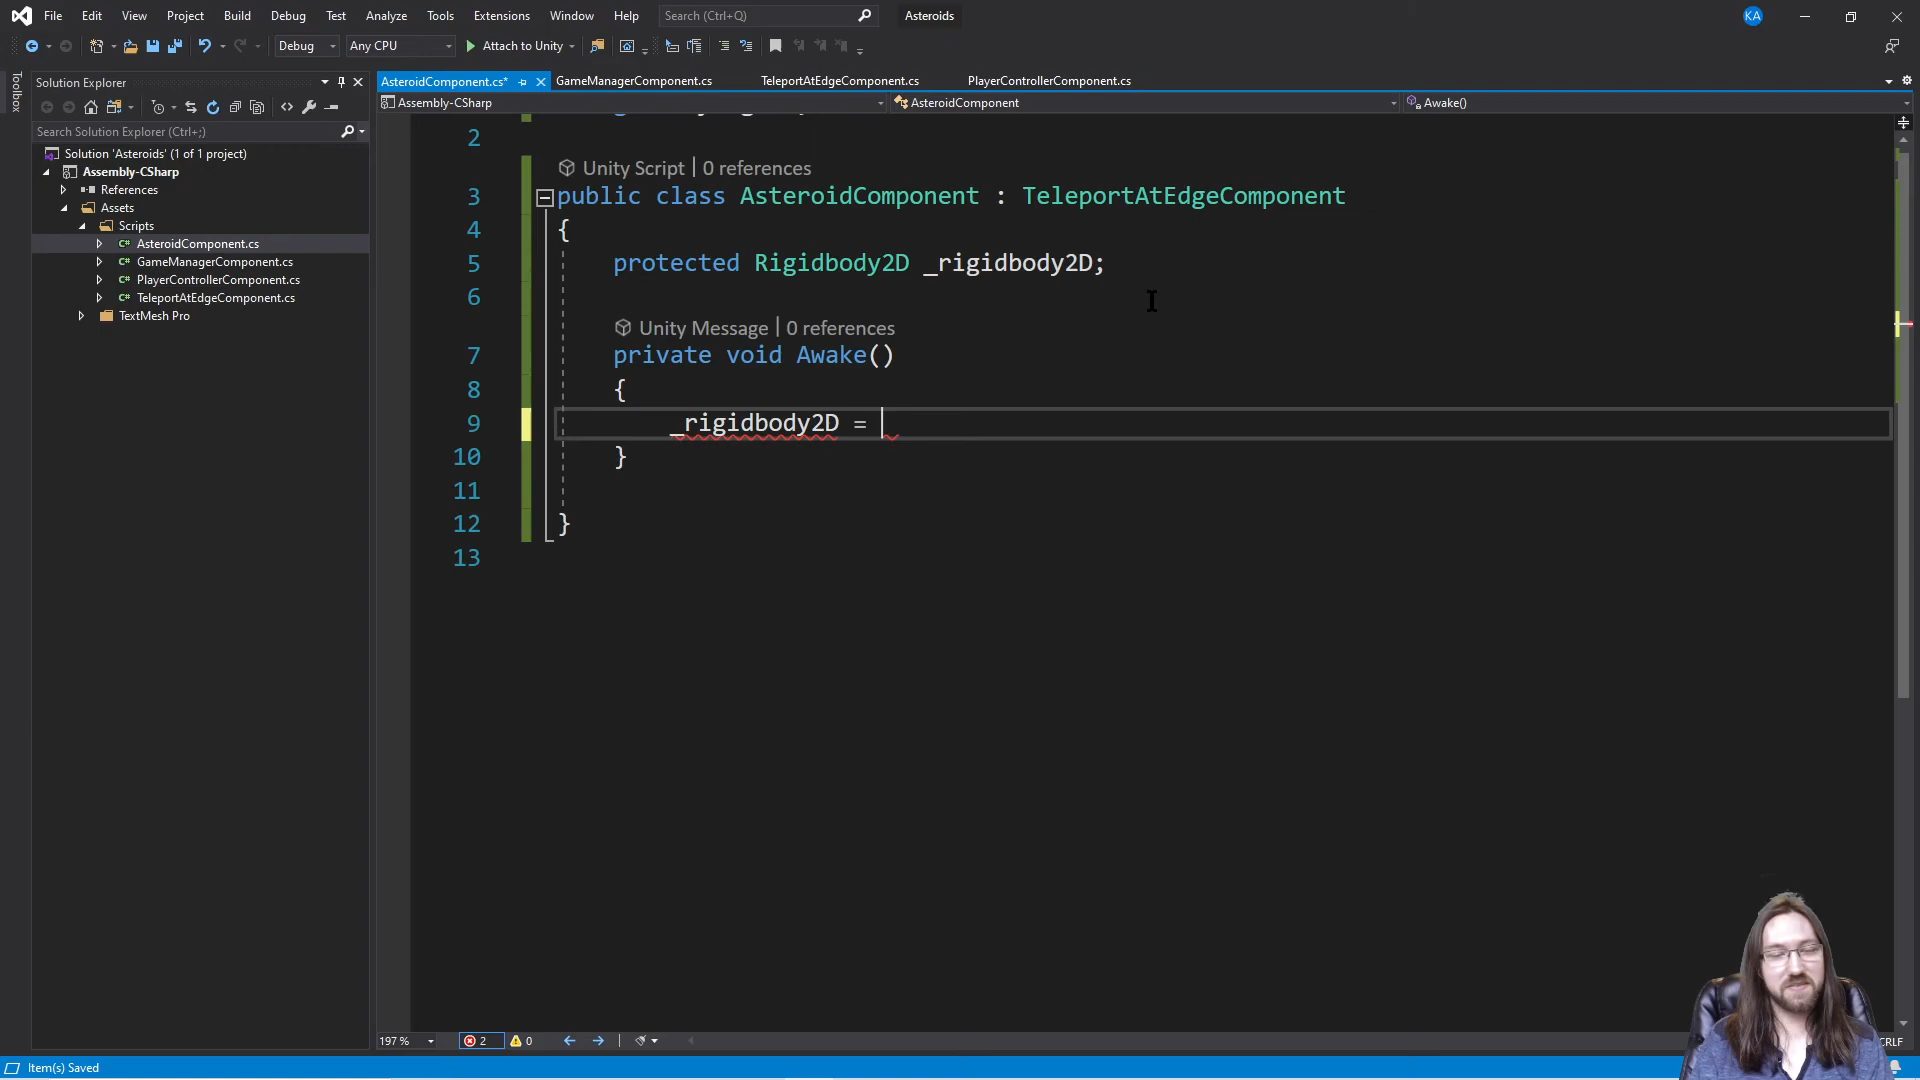 File Edit View Project Build Debug Test Analyze Tools Extensions Window Help Search (Ctrl+Q) Asteroids KA
Debug Any CPU Attach to Unity
Toolbox
Solution Explorer
Search Solution Explorer (Ctrl+;)
Solution 'Asteroids' (1 of 1 project)
Assembly-CSharp
References
Assets
Scripts
C# AsteroidComponent.cs
C# GameManagerComponent.cs
C# PlayerControllerComponent.cs
C# TeleportAtEdgeComponent.cs
TextMesh Pro
AsteroidComponent.cs* GameManagerComponent.cs TeleportAtEdgeComponent.cs PlayerControllerComponent.cs
Assembly-CSharp AsteroidComponent Awake()
2
Unity Script | 0 references
3 public class AsteroidComponent : TeleportAtEdgeComponent
4 {
5 protected Rigidbody2D _rigidbody2D;
6
Unity Message | 0 references
7 private void Awake()
8 {
9 _rigidbody2D =
10 }
11
12 }
13
197 % 2 0 CRLF
Item(s) Saved